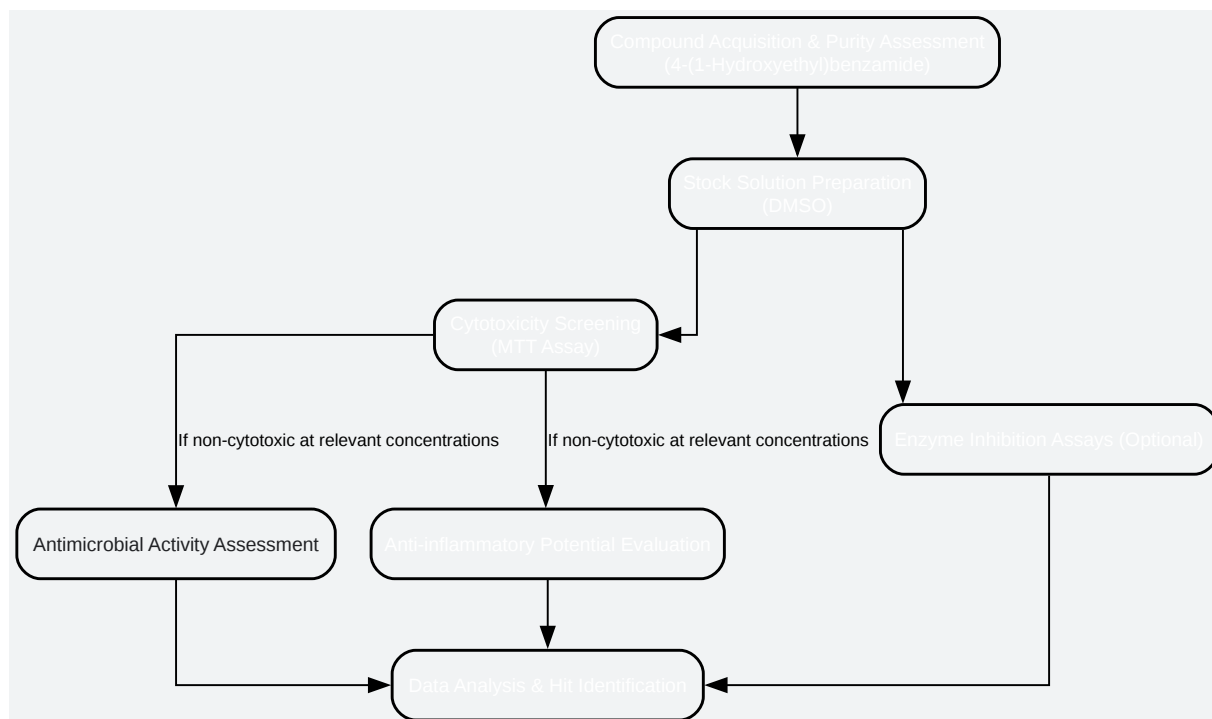 Compound Acquisition & Purity Assessment
(4-(1-Hydroxyethyl)benzamide)
Stock Solution Preparation
(DMSO)
Cytotoxicity Screening
(MTT Assay)
If non-cytotoxic at relevant concentrations
If non-cytotoxic at relevant concentrations
Enzyme Inhibition Assays (Optional)
Antimicrobial Activity Assessment
Anti-inflammatory Potential Evaluation
Data Analysis & Hit Identification